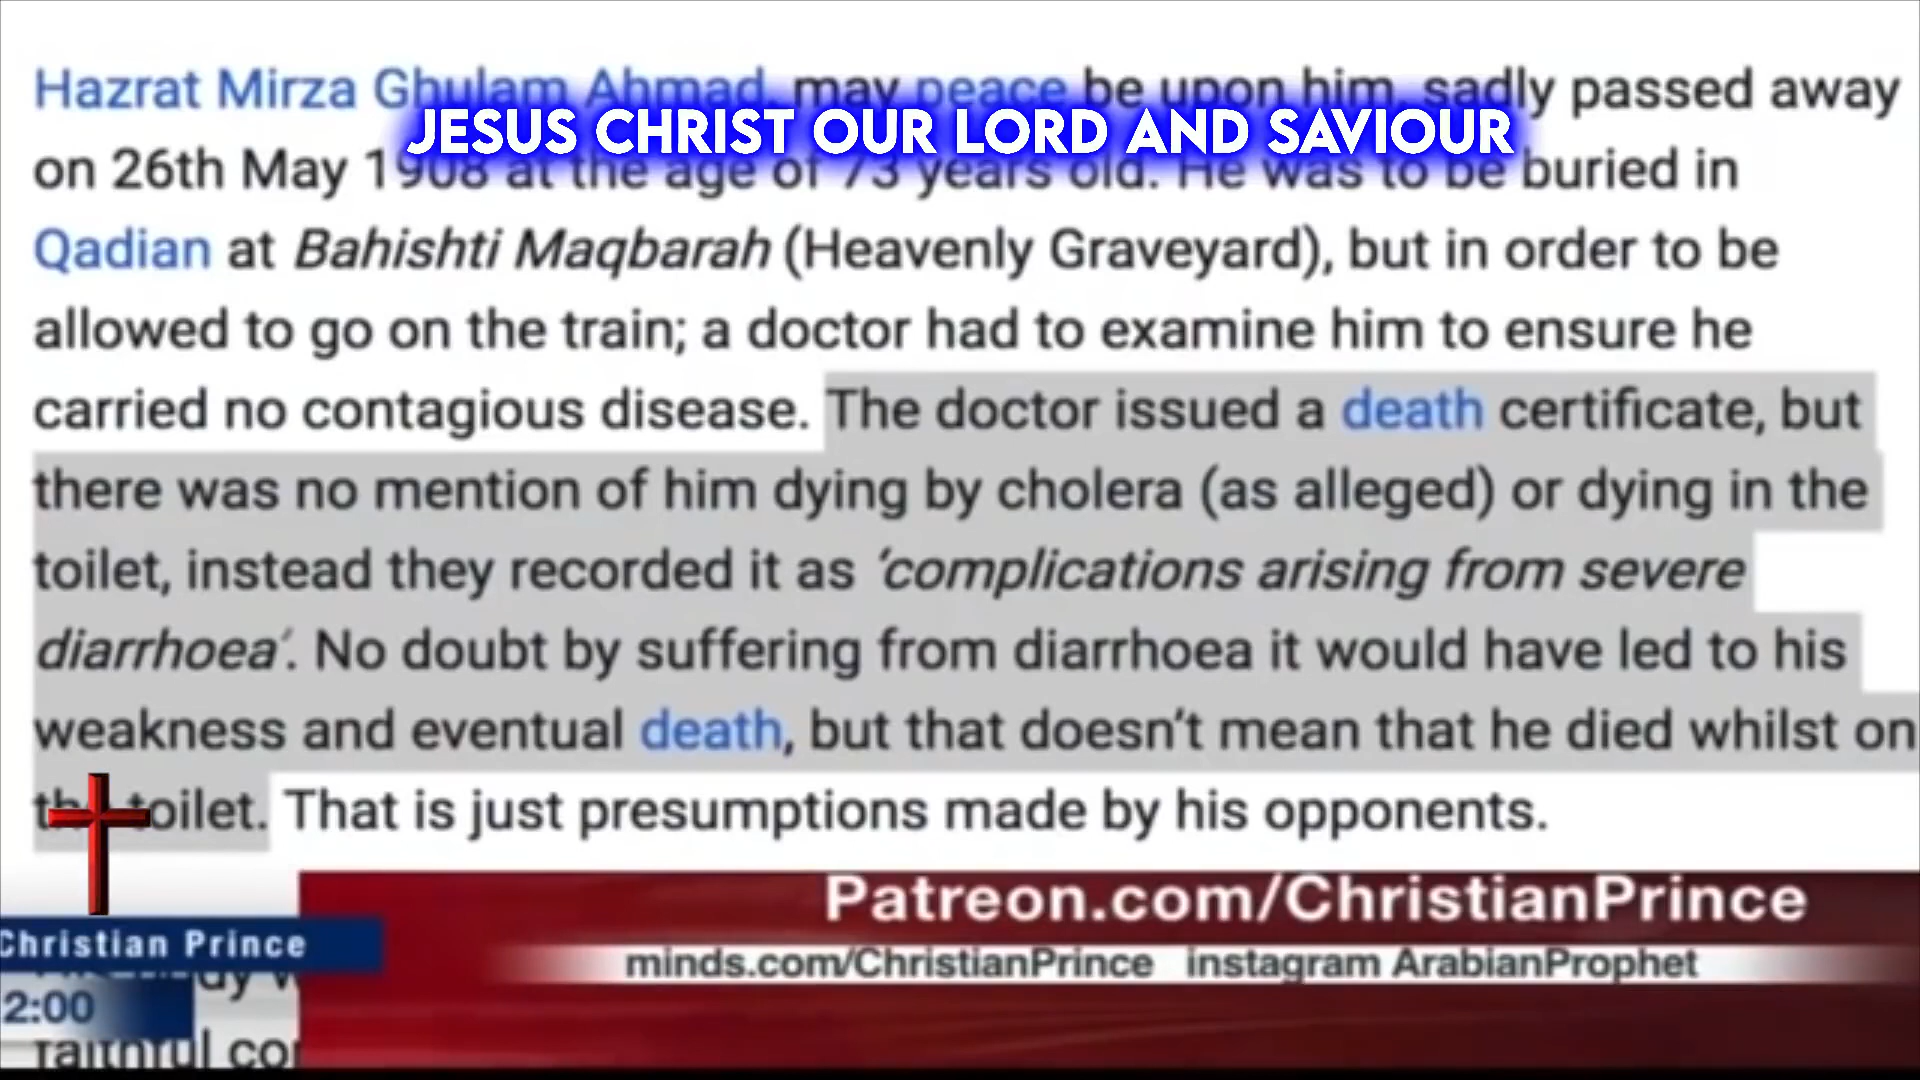 Hazrat Mirza Ghulam Ahmad, may peace be upon him, sadly passed away
JESUS CHRIST OUR LORD AND SAVIOUR
on 26th May 1908 at the age of 73 years old. He was to be buried in
Qadian at Bahishti Maqbarah (Heavenly Graveyard), but in order to be
allowed to go on the train; a doctor had to examine him to ensure he
carried no contagious disease. The doctor issued a death certificate, but
there was no mention of him dying by cholera (as alleged) or dying in the
toilet, instead they recorded it as ‘complications arising from severe
diarrhoea’. No doubt by suffering from diarrhoea it would have led to his
weakness and eventual death, but that doesn’t mean that he died whilst on
the toilet. That is just presumptions made by his opponents.
Patreon.com/ChristianPrince
Christian Prince
minds.com/ChristianPrince instagram ArabianProphet
2:00
faithful